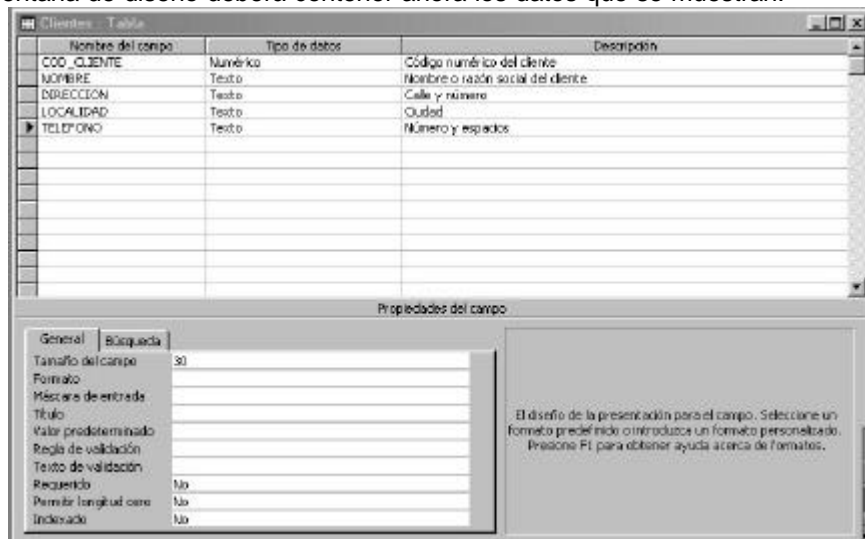 ventana de diseño deberá contener ahora los datos que se muestran.
Clientes : Tabla
Nombre del campo Tipo de datos Descripción
COD_CLIENTE Numérico Código numérico del cliente
NOMBRE Texto Nombre o razón social del cliente
DIRECCION Texto Calle y número
LOCALIDAD Texto Ciudad
TELEFONO Texto Número y espacios
Propiedades del campo
General Búsqueda
Tamaño del campo 30
Formato
Máscara de entrada
Título
Valor predeterminado
Regla de validación
Texto de validación
Requerido No
Permitir longitud cero No
Indexado No
El diseño de la presentación para el campo. Seleccione un
formato predefinido o introduzca un formato personalizado.
Presione F1 para obtener ayuda acerca de formatos.